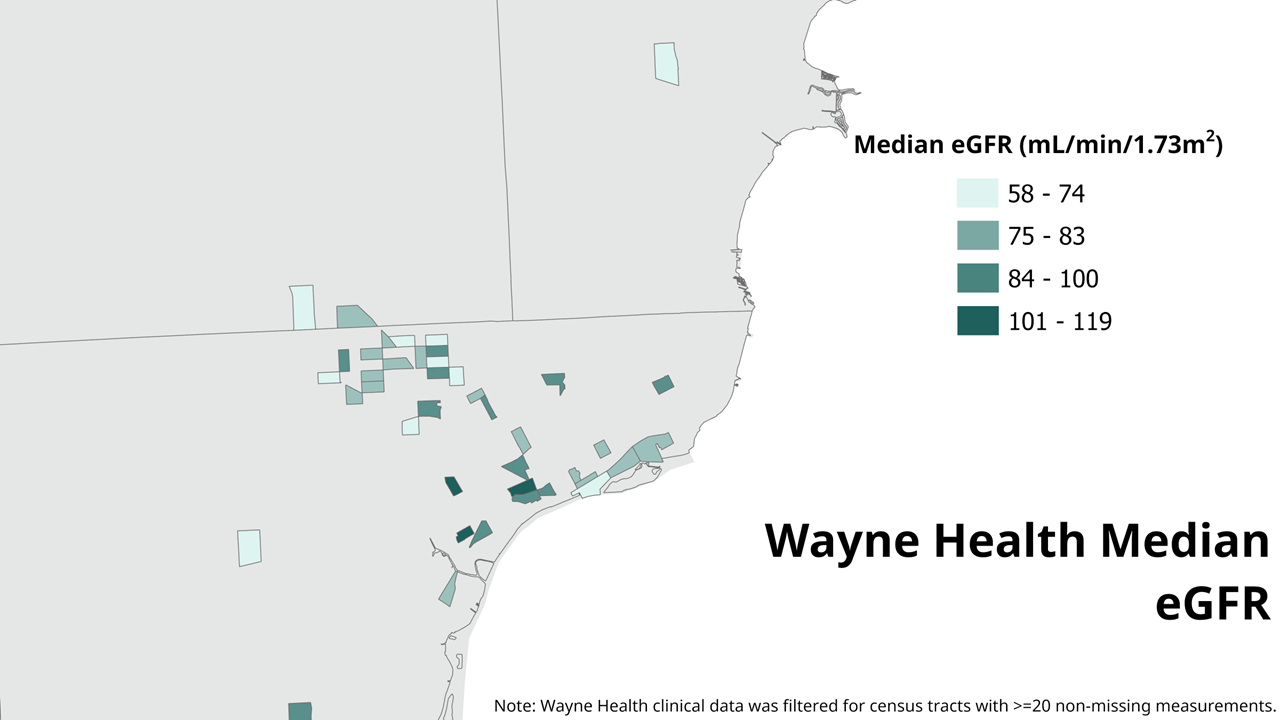 Median eGFR (mL/min/1.73m²)
58 - 74
75 - 83
84 - 100
101 - 119
Wayne Health Median
eGFR
Note: Wayne Health clinical data was filtered for census tracts with >=20 non-missing measurements.